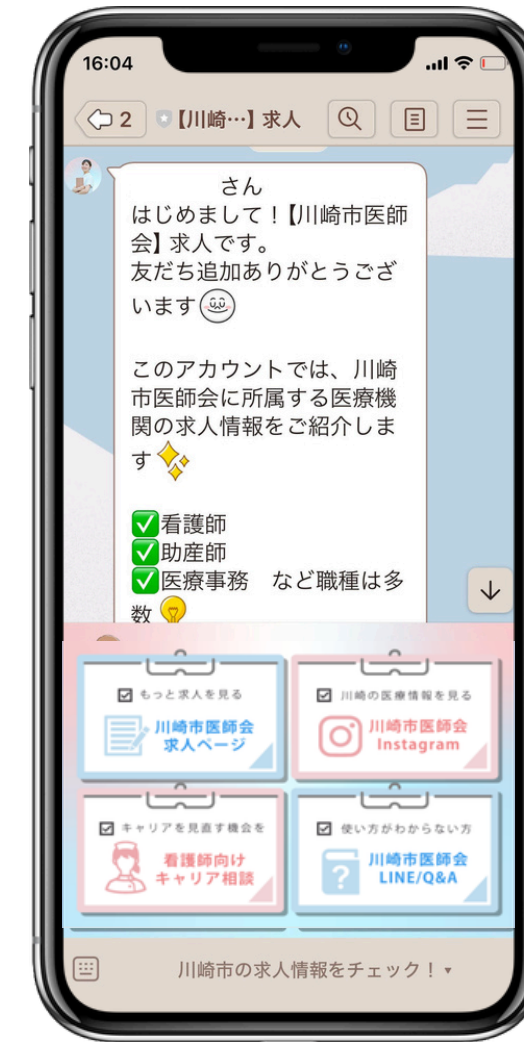 16:04
2
【川崎…】求人
さん
はじめまして！【川崎市医師
会】求人です。
友だち追加ありがとうござ
います
このアカウントでは、川崎
市医師会に所属する医療機
関の求人情報をご紹介しま
す
看護師
助産師
医療事務　など職種は多
数
もっと求人を見る
川崎市医師会
求人ページ
川崎の医療情報を見る
川崎市医師会
Instagram
キャリアを見直す機会を
看護師向け
キャリア相談
使い方がわからない方
?
川崎市医師会
LINE/Q&A
川崎市の求人情報をチェック！▾